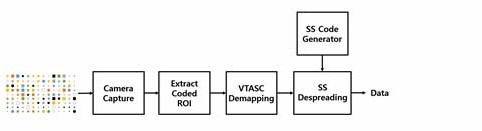 SS Code
Generator
Camera
Capture
Extract
Coded
ROI
VTASC
Demapping
SS
Despreading
Data